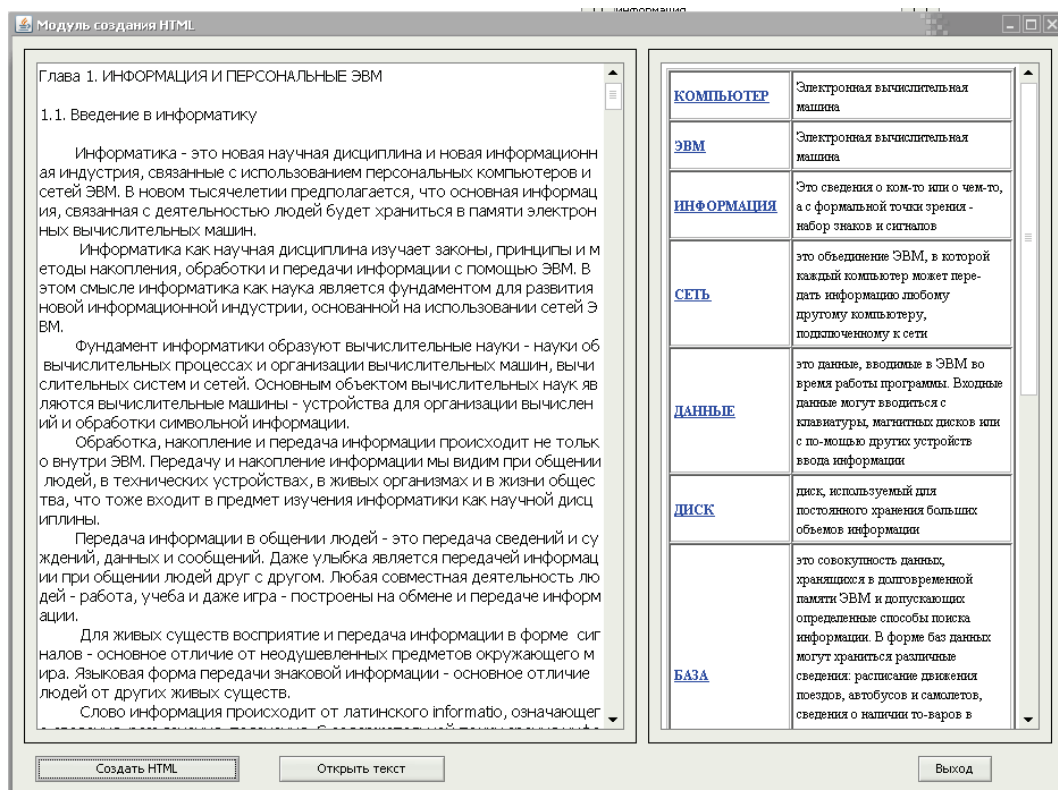 информация
Модуль создания HTML
Глава 1. ИНФОРМАЦИЯ И ПЕРСОНАЛЬНЫЕ ЭВМ
1.1. Введение в информатику
Информатика - это новая научная дисциплина и новая информационн
ая индустрия, связанные с использованием персональных компьютеров и
сетей ЭВМ. В новом тысячелетии предполагается, что основная информац
ия, связанная с деятельностью людей будет храниться в памяти электрон
ных вычислительных машин.
Информатика как научная дисциплина изучает законы, принципы и м
етоды накопления, обработки и передачи информации с помощью ЭВМ. В
этом смысле информатика как наука является фундаментом для развития
новой информационной индустрии, основанной на использовании сетей Э
ВМ.
Фундамент информатики образуют вычислительные науки - науки об
вычислительных процессах и организации вычислительных машин, вычи
слительных систем и сетей. Основным объектом вычислительных наук яв
ляются вычислительные машины - устройства для организации вычислен
ий и обработки символьной информации.
Обработка, накопление и передача информации происходит не тольк
о внутри ЭВМ. Передачу и накопление информации мы видим при общении
людей, в технических устройствах, в живых организмах и в жизни общес
тва, что тоже входит в предмет изучения информатики как научной дисц
иплины.
Передача информации в общении людей - это передача сведений и су
ждений, данных и сообщений. Даже улыбка является передачей информац
ии при общении людей друг с другом. Любая совместная деятельность лю
дей - работа, учеба и даже игра - построены на обмене и передаче информ
ации.
Для живых существ восприятие и передача информации в форме сиг
налов - основное отличие от неодушевленных предметов окружающего м
ира. Языковая форма передачи знаковой информации - основное отличие
людей от других живых существ.
Слово информация происходит от латинского informatio, означающег
КОМПЬЮТЕР
Электронная вычислительная
машина
ЭВМ
Электронная вычислительная
машина
ИНФОРМАЦИЯ
Это сведения о ком-то или о чем-то,
а с формальной точки зрения -
набор знаков и сигналов
СЕТЬ
это объединение ЭВМ, в которой
каждый компьютер может пере-
дать информацию любому
другому компьютеру,
подключенному к сети
ДАННЫЕ
это данные, вводимые в ЭВМ во
время работы программы. Входные
данные могут вводиться с
клавиатуры, магнитных дисков или
с по-мощью других устройств
ввода информации
ДИСК
диск, используемый для
постоянного хранения больших
объемов информации
БАЗА
это совокупность данных,
хранящихся в долговременной
памяти ЭВМ и допускающих
определенные способы поиска
информации. В форме баз данных
могут храниться различные
сведения: расписание движения
поездов, автобусов и самолетов,
сведения о наличии то-варов в
Создать HTML
Открыть текст
Выход